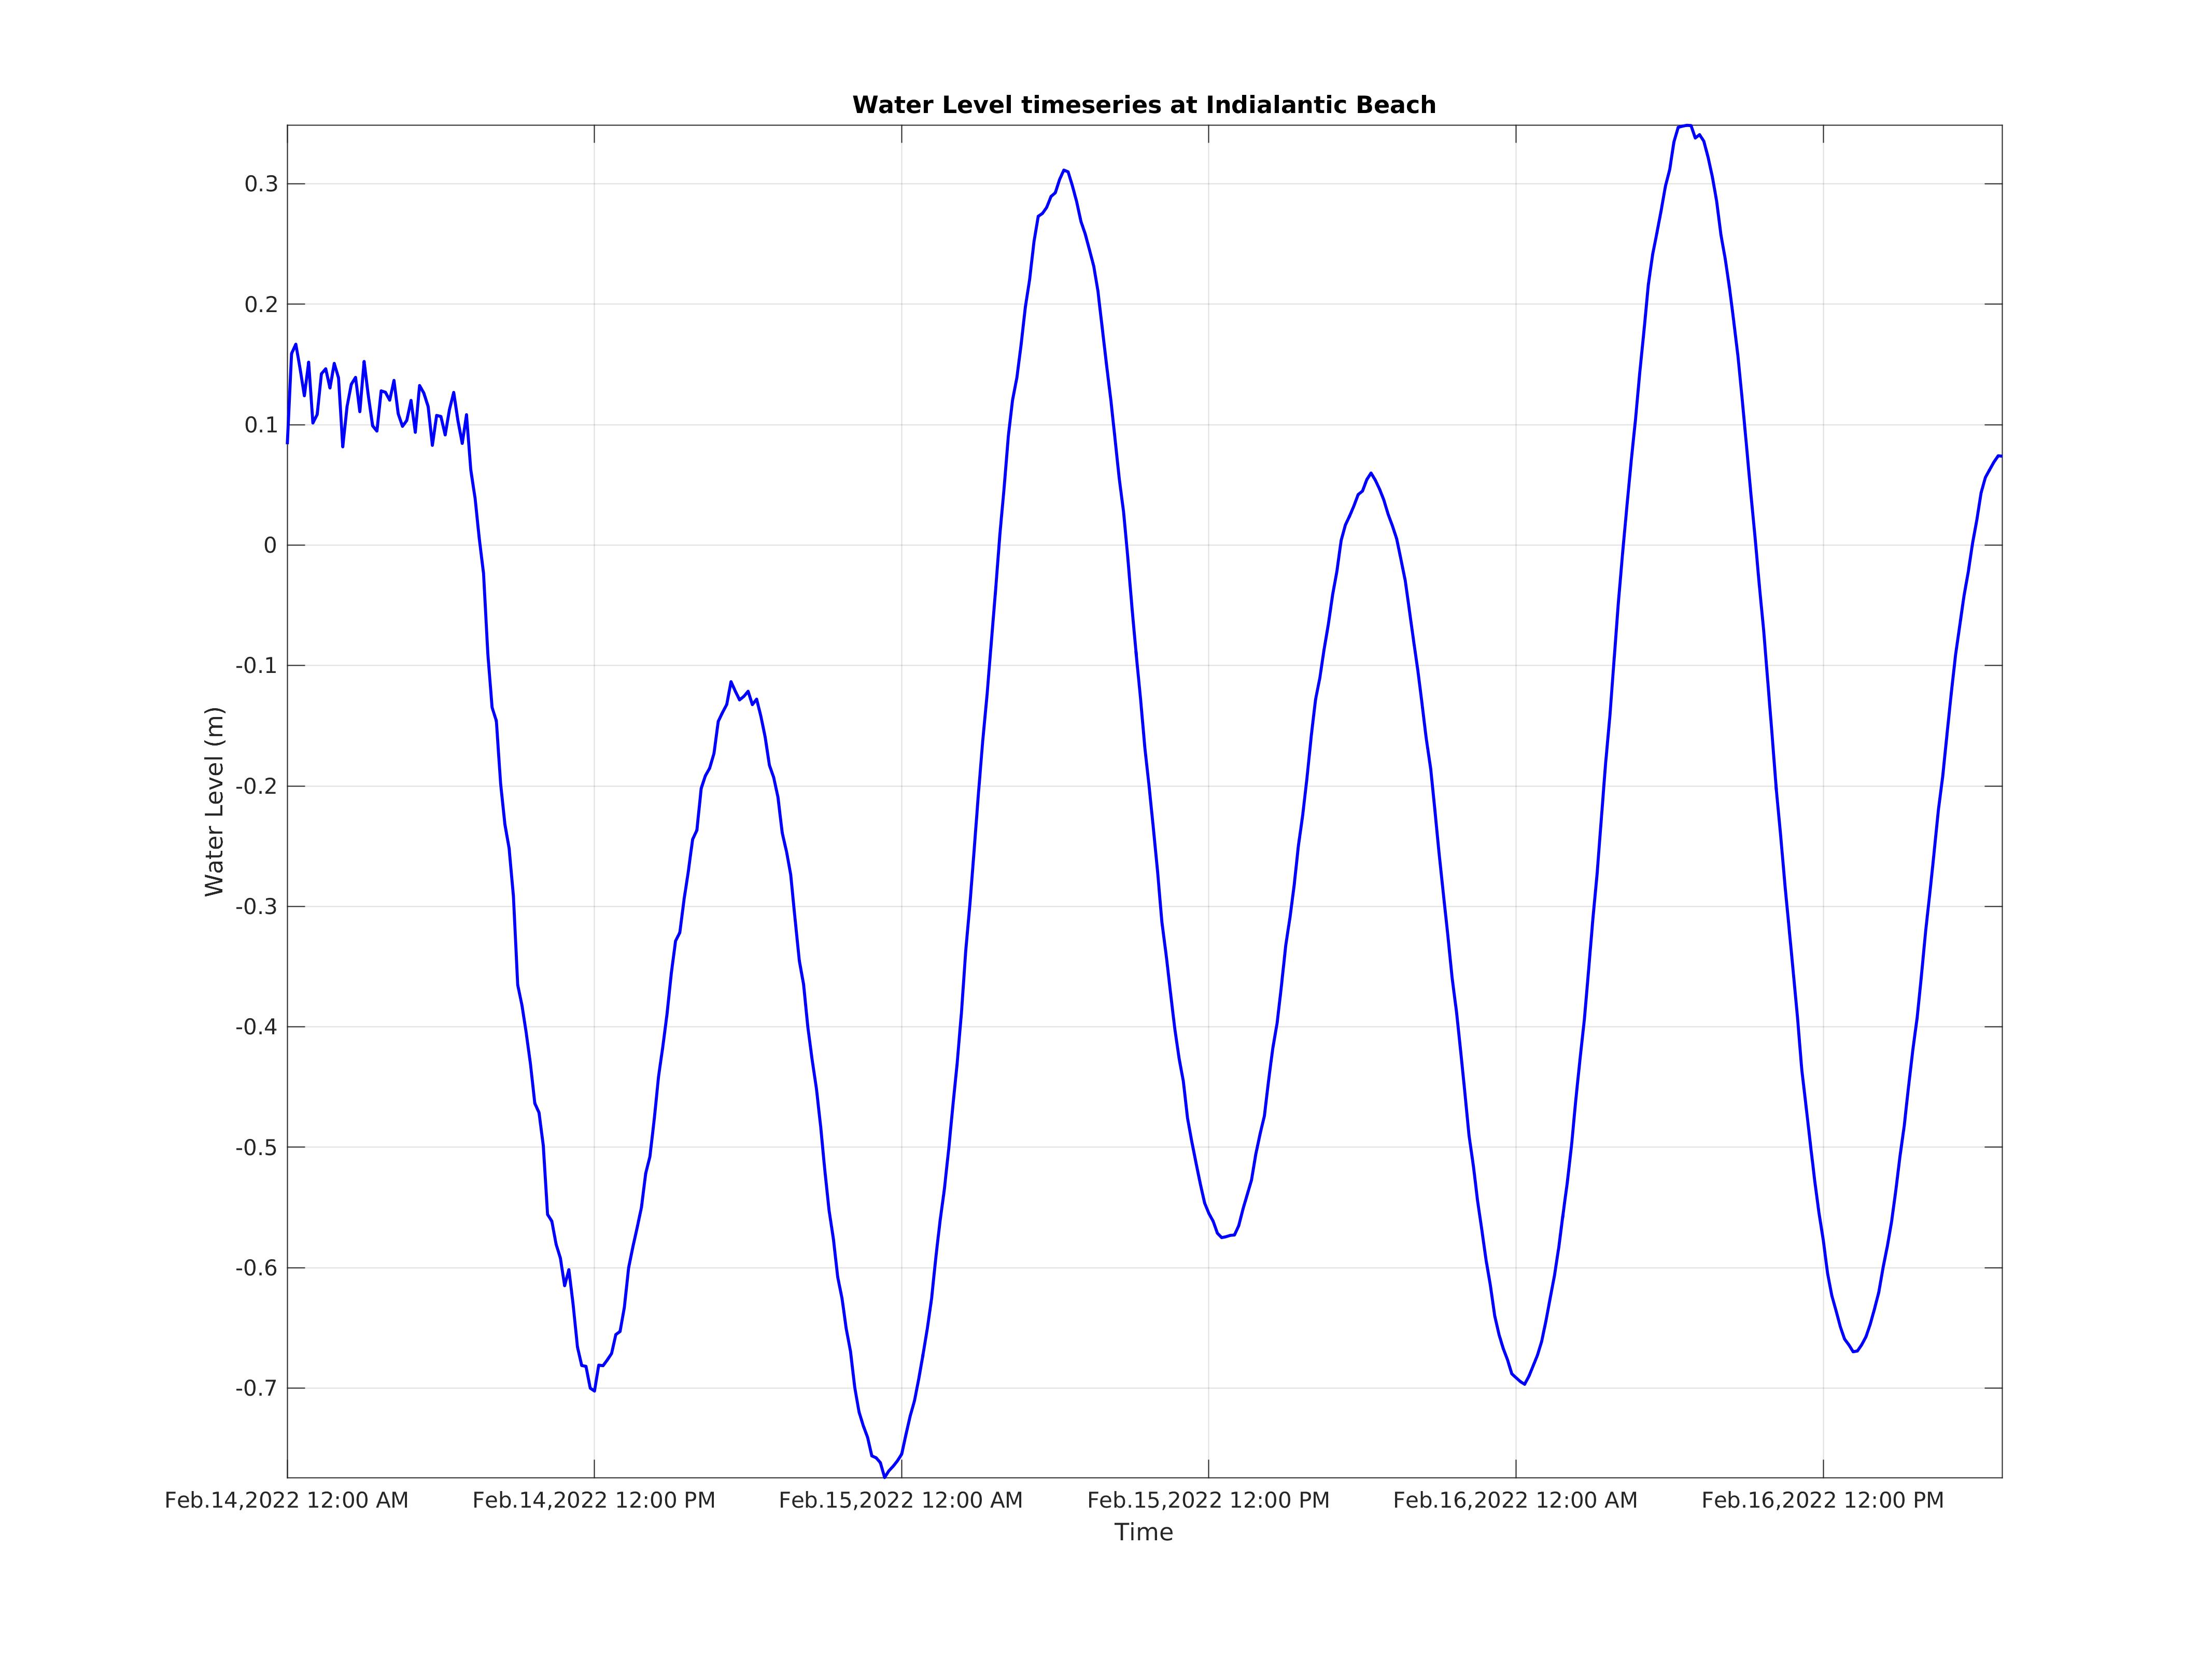 Water Level timeseries at Indialantic Beach
0.3
0.2
0.1
0
-0.1
-0.2
-0.3
-0.4
-0.5
-0.6
-0.7
Water Level (m)
Feb.14,2022 12:00 AM
Feb.14,2022 12:00 PM
Feb.15,2022 12:00 AM
Feb.15,2022 12:00 PM
Feb.16,2022 12:00 AM
Feb.16,2022 12:00 PM
Time